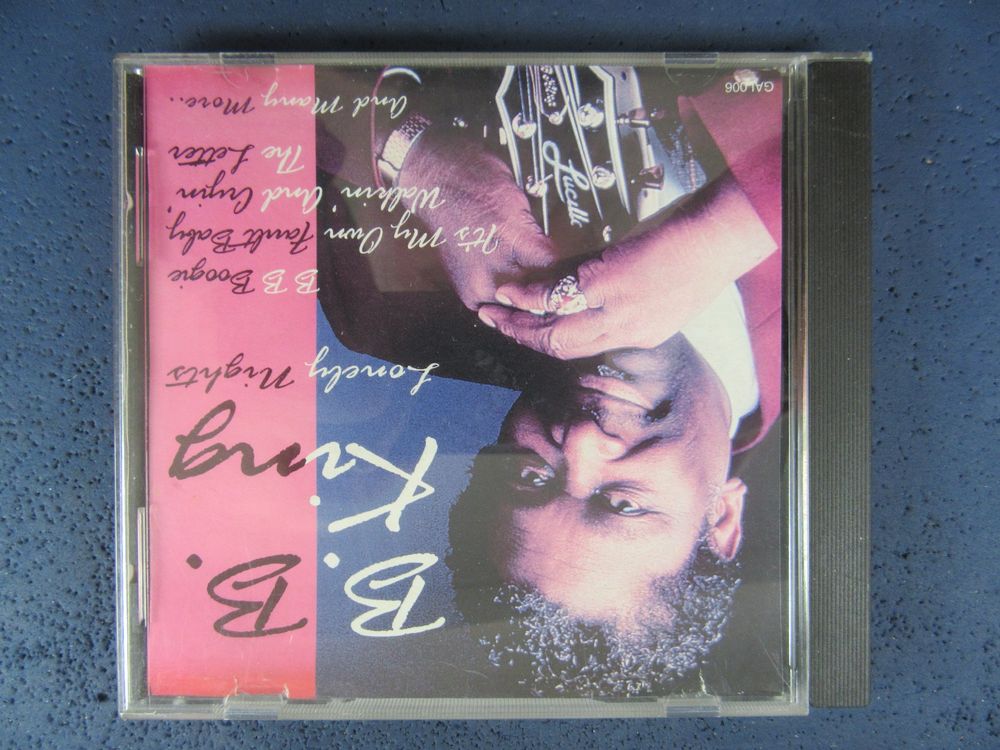 B. B.
King
Lonely Nights
B B Boogie
It's My Own Fault Baby,
Walkin' And Cryin
The Letter
And Many More..
Lucille
GAL006